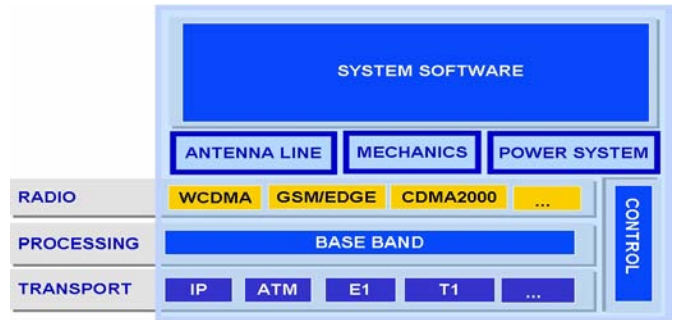 SYSTEM SOFTWARE
ANTENNA LINE MECHANICS POWER SYSTEM
RADIO WCDMA GSM/EDGE CDMA2000 ...
CONTROL
PROCESSING BASE BAND
TRANSPORT IP ATM E1 T1 ...